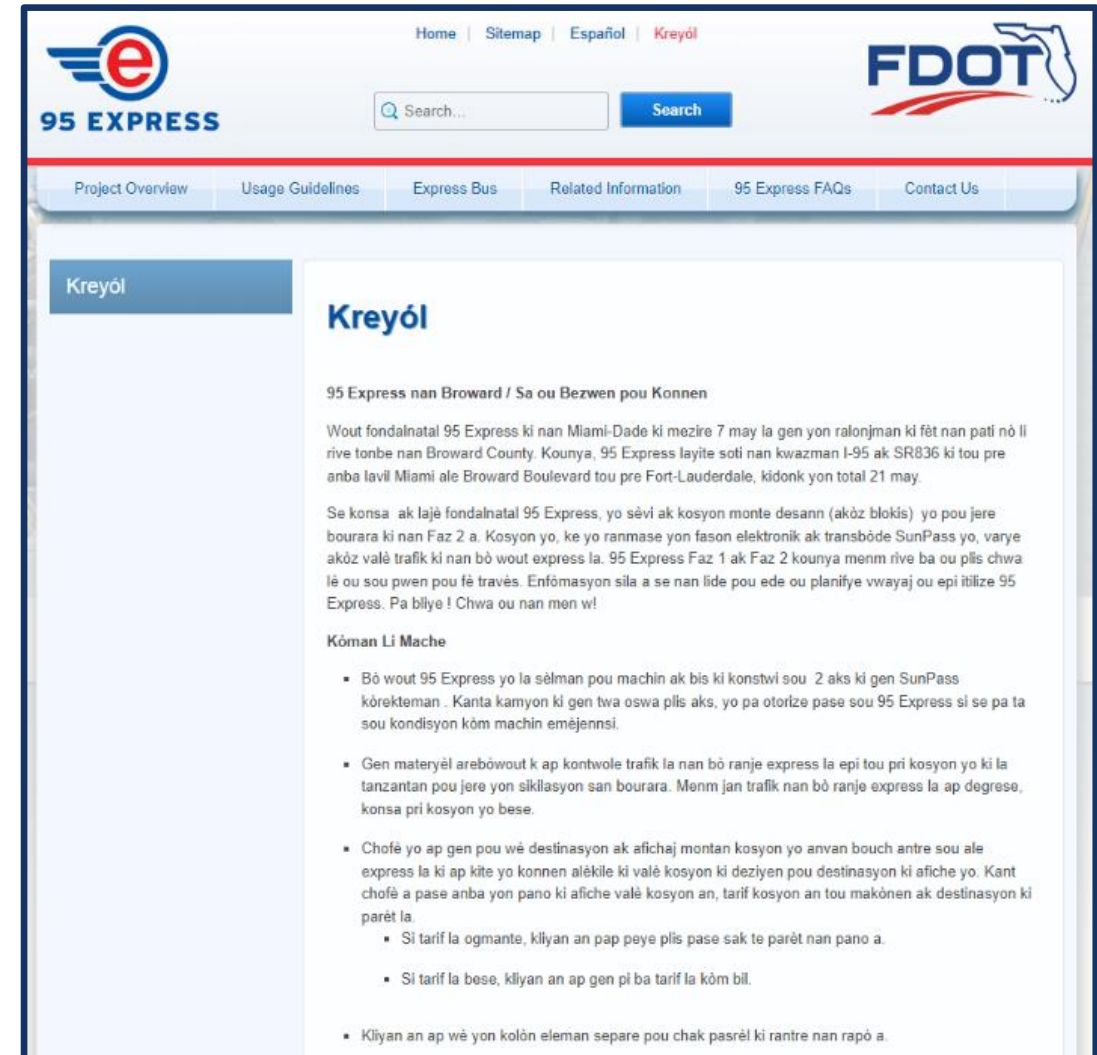 Home | Sitemap | Español | Kreyól
e
95 EXPRESS
FDOT
Search...
Search
Project Overview
Usage Guidelines
Express Bus
Related Information
95 Express FAQs
Contact Us
Kreyól
Kreyól
95 Express nan Broward / Sa ou Bezwen pou Konnen
Wout fondalnatal 95 Express ki nan Miami-Dade ki mezire 7 may la gen yon ralonjman ki fèt nan pati nò li
rive tonbe nan Broward County. Kounya, 95 Express layite soti nan kwazman I-95 ak SR836 ki tou pre
anba lavil Miami ale Broward Boulevard tou pre Fort-Lauderdale, kidonk yon total 21 may.
Se konsa ak lajè fondalnatal 95 Express, yo sèvi ak kosyon monte desann (akòz blokis) yo pou jere
bourara ki nan Faz 2 a. Kosyon yo, ke yo ranmase yon fason elektronik ak transbòde SunPass yo, varye
akòz valè trafik ki nan bò wout express la. 95 Express Faz 1 ak Faz 2 kounya menm rive ba ou plis chwa
lè ou sou pwen pou fè travès. Enfòmasyon sila a se nan lide pou ede ou planifye vwayaj ou epi itilize 95
Express. Pa bliye ! Chwa ou nan men w!
Kòman Li Mache
▪ Bò wout 95 Express yo la sèlman pou machin ak bis ki konstwi sou 2 aks ki gen SunPass
kòrekteman . Kanta kamyon ki gen twa oswa plis aks, yo pa otorize pase sou 95 Express si se pa ta
sou kondisyon kòm machin emèjennsi.
▪ Gen materyèl arebòwout k ap kontwole trafik la nan bò ranje express la epi tou pri kosyon yo ki la
tanzantan pou jere yon sikilasyon san bourara. Menm jan trafik nan bò ranje express la ap degrese,
konsa pri kosyon yo bese.
▪ Chofè yo ap gen pou wè destinasyon ak afichaj montan kosyon yo anvan bouch antre sou ale
express la ki ap kite yo konnen alèkile ki valè kosyon ki deziyen pou destinasyon ki afiche yo. Kant
chofè a pase anba yon pano ki afiche valè kosyon an, tarif kosyon an tou makònen ak destinasyon ki
parèt la.
▪ Si tarif la ogmante, kliyan an pap peye plis pase sak te parèt nan pano a.
▪ Si tarif la bese, kliyan an ap gen pi ba tarif la kòm bil.
▪ Kliyan an ap wè yon kolòn eleman separe pou chak pasrèl ki rantre nan rapò a.